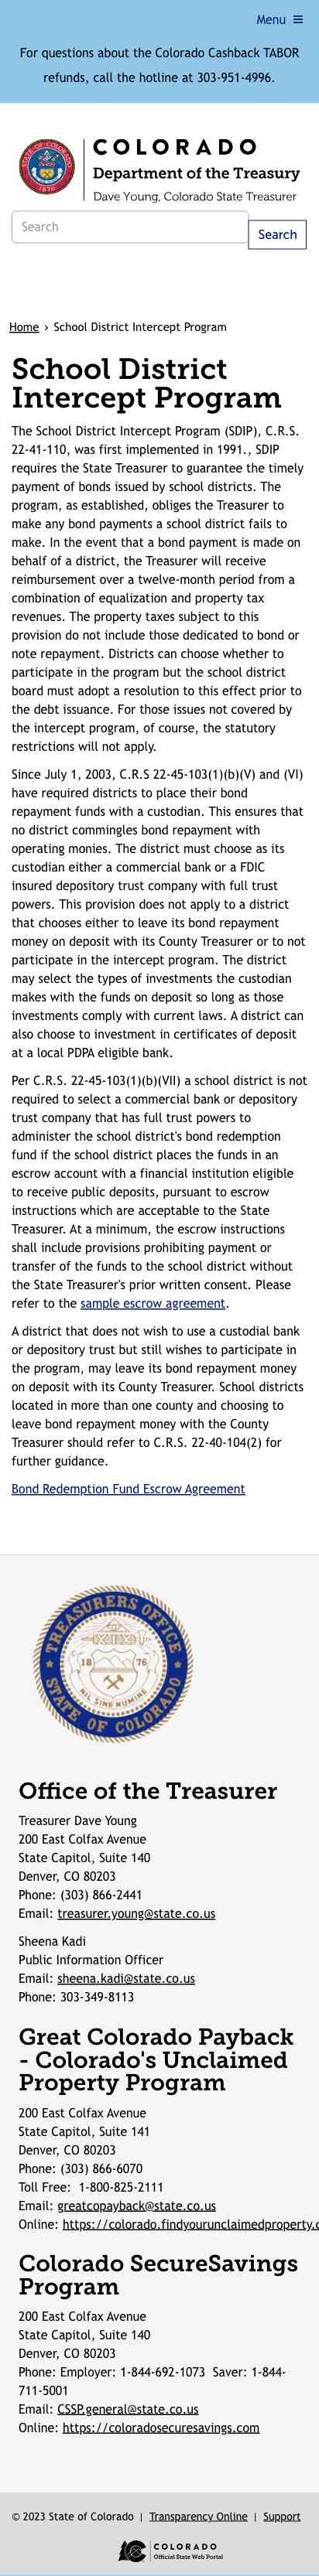 Menu ≡
For questions about the Colorado Cashback TABOR
refunds, call the hotline at 303-951-4996.
STATE OF COLORADO
1876
COLORADO
Department of the Treasury
Dave Young, Colorado State Treasurer
Search
Search
Home › School District Intercept Program
School District
Intercept Program
The School District Intercept Program (SDIP), C.R.S.
22-41-110, was first implemented in 1991., SDIP
requires the State Treasurer to guarantee the timely
payment of bonds issued by school districts. The
program, as established, obliges the Treasurer to
make any bond payments a school district fails to
make. In the event that a bond payment is made on
behalf of a district, the Treasurer will receive
reimbursement over a twelve-month period from a
combination of equalization and property tax
revenues. The property taxes subject to this
provision do not include those dedicated to bond or
note repayment. Districts can choose whether to
participate in the program but the school district
board must adopt a resolution to this effect prior to
the debt issuance. For those issues not covered by
the intercept program, of course, the statutory
restrictions will not apply.
Since July 1, 2003, C.R.S 22-45-103(1)(b)(V) and (VI)
have required districts to place their bond
repayment funds with a custodian. This ensures that
no district commingles bond repayment with
operating monies. The district must choose as its
custodian either a commercial bank or a FDIC
insured depository trust company with full trust
powers. This provision does not apply to a district
that chooses either to leave its bond repayment
money on deposit with its County Treasurer or to not
participate in the intercept program. The district
may select the types of investments the custodian
makes with the funds on deposit so long as those
investments comply with current laws. A district can
also choose to investment in certificates of deposit
at a local PDPA eligible bank.
Per C.R.S. 22-45-103(1)(b)(VII) a school district is not
required to select a commercial bank or depository
trust company that has full trust powers to
administer the school district's bond redemption
fund if the school district places the funds in an
escrow account with a financial institution eligible
to receive public deposits, pursuant to escrow
instructions which are acceptable to the State
Treasurer. At a minimum, the escrow instructions
shall include provisions prohibiting payment or
transfer of the funds to the school district without
the State Treasurer's prior written consent. Please
refer to the sample escrow agreement.
A district that does not wish to use a custodial bank
or depository trust but still wishes to participate in
the program, may leave its bond repayment money
on deposit with its County Treasurer. School districts
located in more than one county and choosing to
leave bond repayment money with the County
Treasurer should refer to C.R.S. 22-40-104(2) for
further guidance.
Bond Redemption Fund Escrow Agreement
TREASURERS OFFICE
1876
NIL SINE NUMINE
STATE OF COLORADO
Office of the Treasurer
Treasurer Dave Young
200 East Colfax Avenue
State Capitol, Suite 140
Denver, CO 80203
Phone: (303) 866-2441
Email: treasurer.young@state.co.us
Sheena Kadi
Public Information Officer
Email: sheena.kadi@state.co.us
Phone: 303-349-8113
Great Colorado Payback
- Colorado's Unclaimed
Property Program
200 East Colfax Avenue
State Capitol, Suite 141
Denver, CO 80203
Phone: (303) 866-6070
Toll Free:  1-800-825-2111
Email: greatcopayback@state.co.us
Online: https://colorado.findyourunclaimedproperty.c
Colorado SecureSavings
Program
200 East Colfax Avenue
State Capitol, Suite 140
Denver, CO 80203
Phone: Employer: 1-844-692-1073  Saver: 1-844-
711-5001
Email: CSSP.general@state.co.us
Online: https://coloradosecuresavings.com
© 2023 State of Colorado | Transparency Online | Support
CO
COLORADO
Official State Web Portal